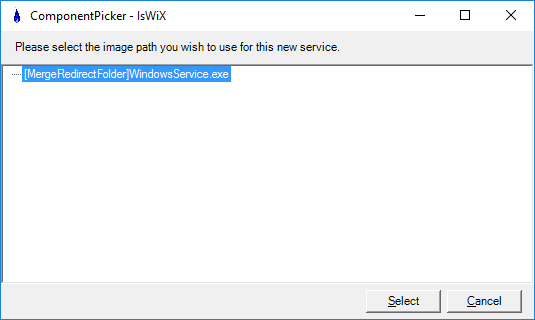 ComponentPicker - IsWiX
Please select the image path you wish to use for this new service.
[MergeRedirectFolder]WindowsService.exe
Select Cancel